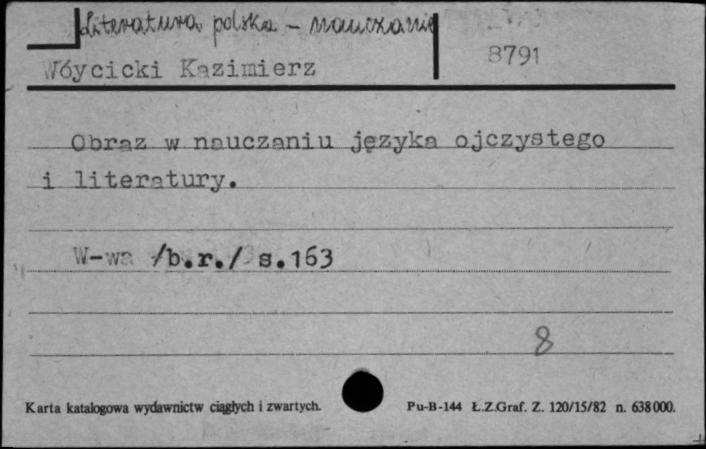 Literatura polska - nauczanie
Wóycicki Kazimierz 8791
Obraz w nauczaniu języka ojczystego
i literatury.
W-wa /b.r./ s.163
8
Karta katalogowa wydawnictw ciągłych i zwartych. Pu-B-144 Ł.Z.Graf. Z. 120/15/82 n. 638000.